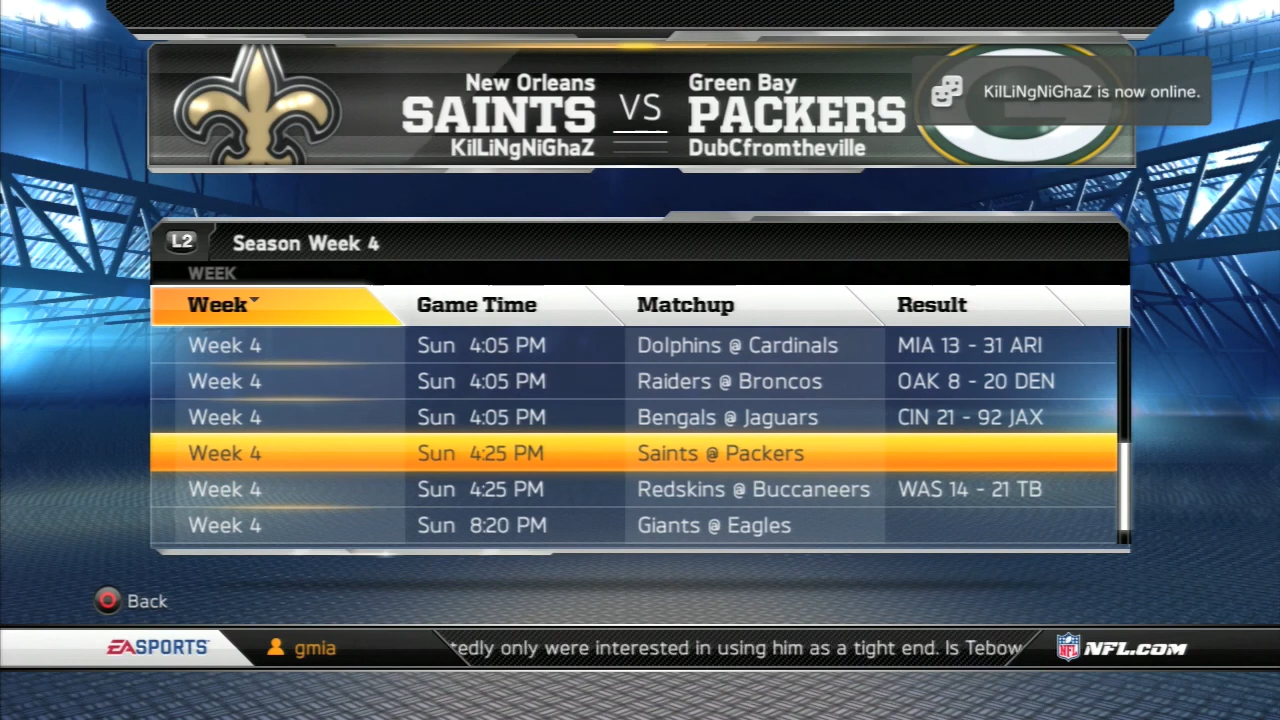 New Orleans
SAINTS
KilLiNgNiGhaZ
VS
Green Bay
PACKERS
DubCfromtheville
KilLiNgNiGhaZ is now online.
L2 Season Week 4
WEEK
Week Game Time Matchup Result
Week 4 Sun 4:05 PM Dolphins @ Cardinals MIA 13 - 31 ARI
Week 4 Sun 4:05 PM Raiders @ Broncos OAK 8 - 20 DEN
Week 4 Sun 4:05 PM Bengals @ Jaguars CIN 21 - 92 JAX
Week 4 Sun 4:25 PM Saints @ Packers
Week 4 Sun 4:25 PM Redskins @ Buccaneers WAS 14 - 21 TB
Week 4 Sun 8:20 PM Giants @ Eagles
Back
EA SPORTS gmia tedly only were interested in using him as a tight end. Is Tebow NFL NFL.COM